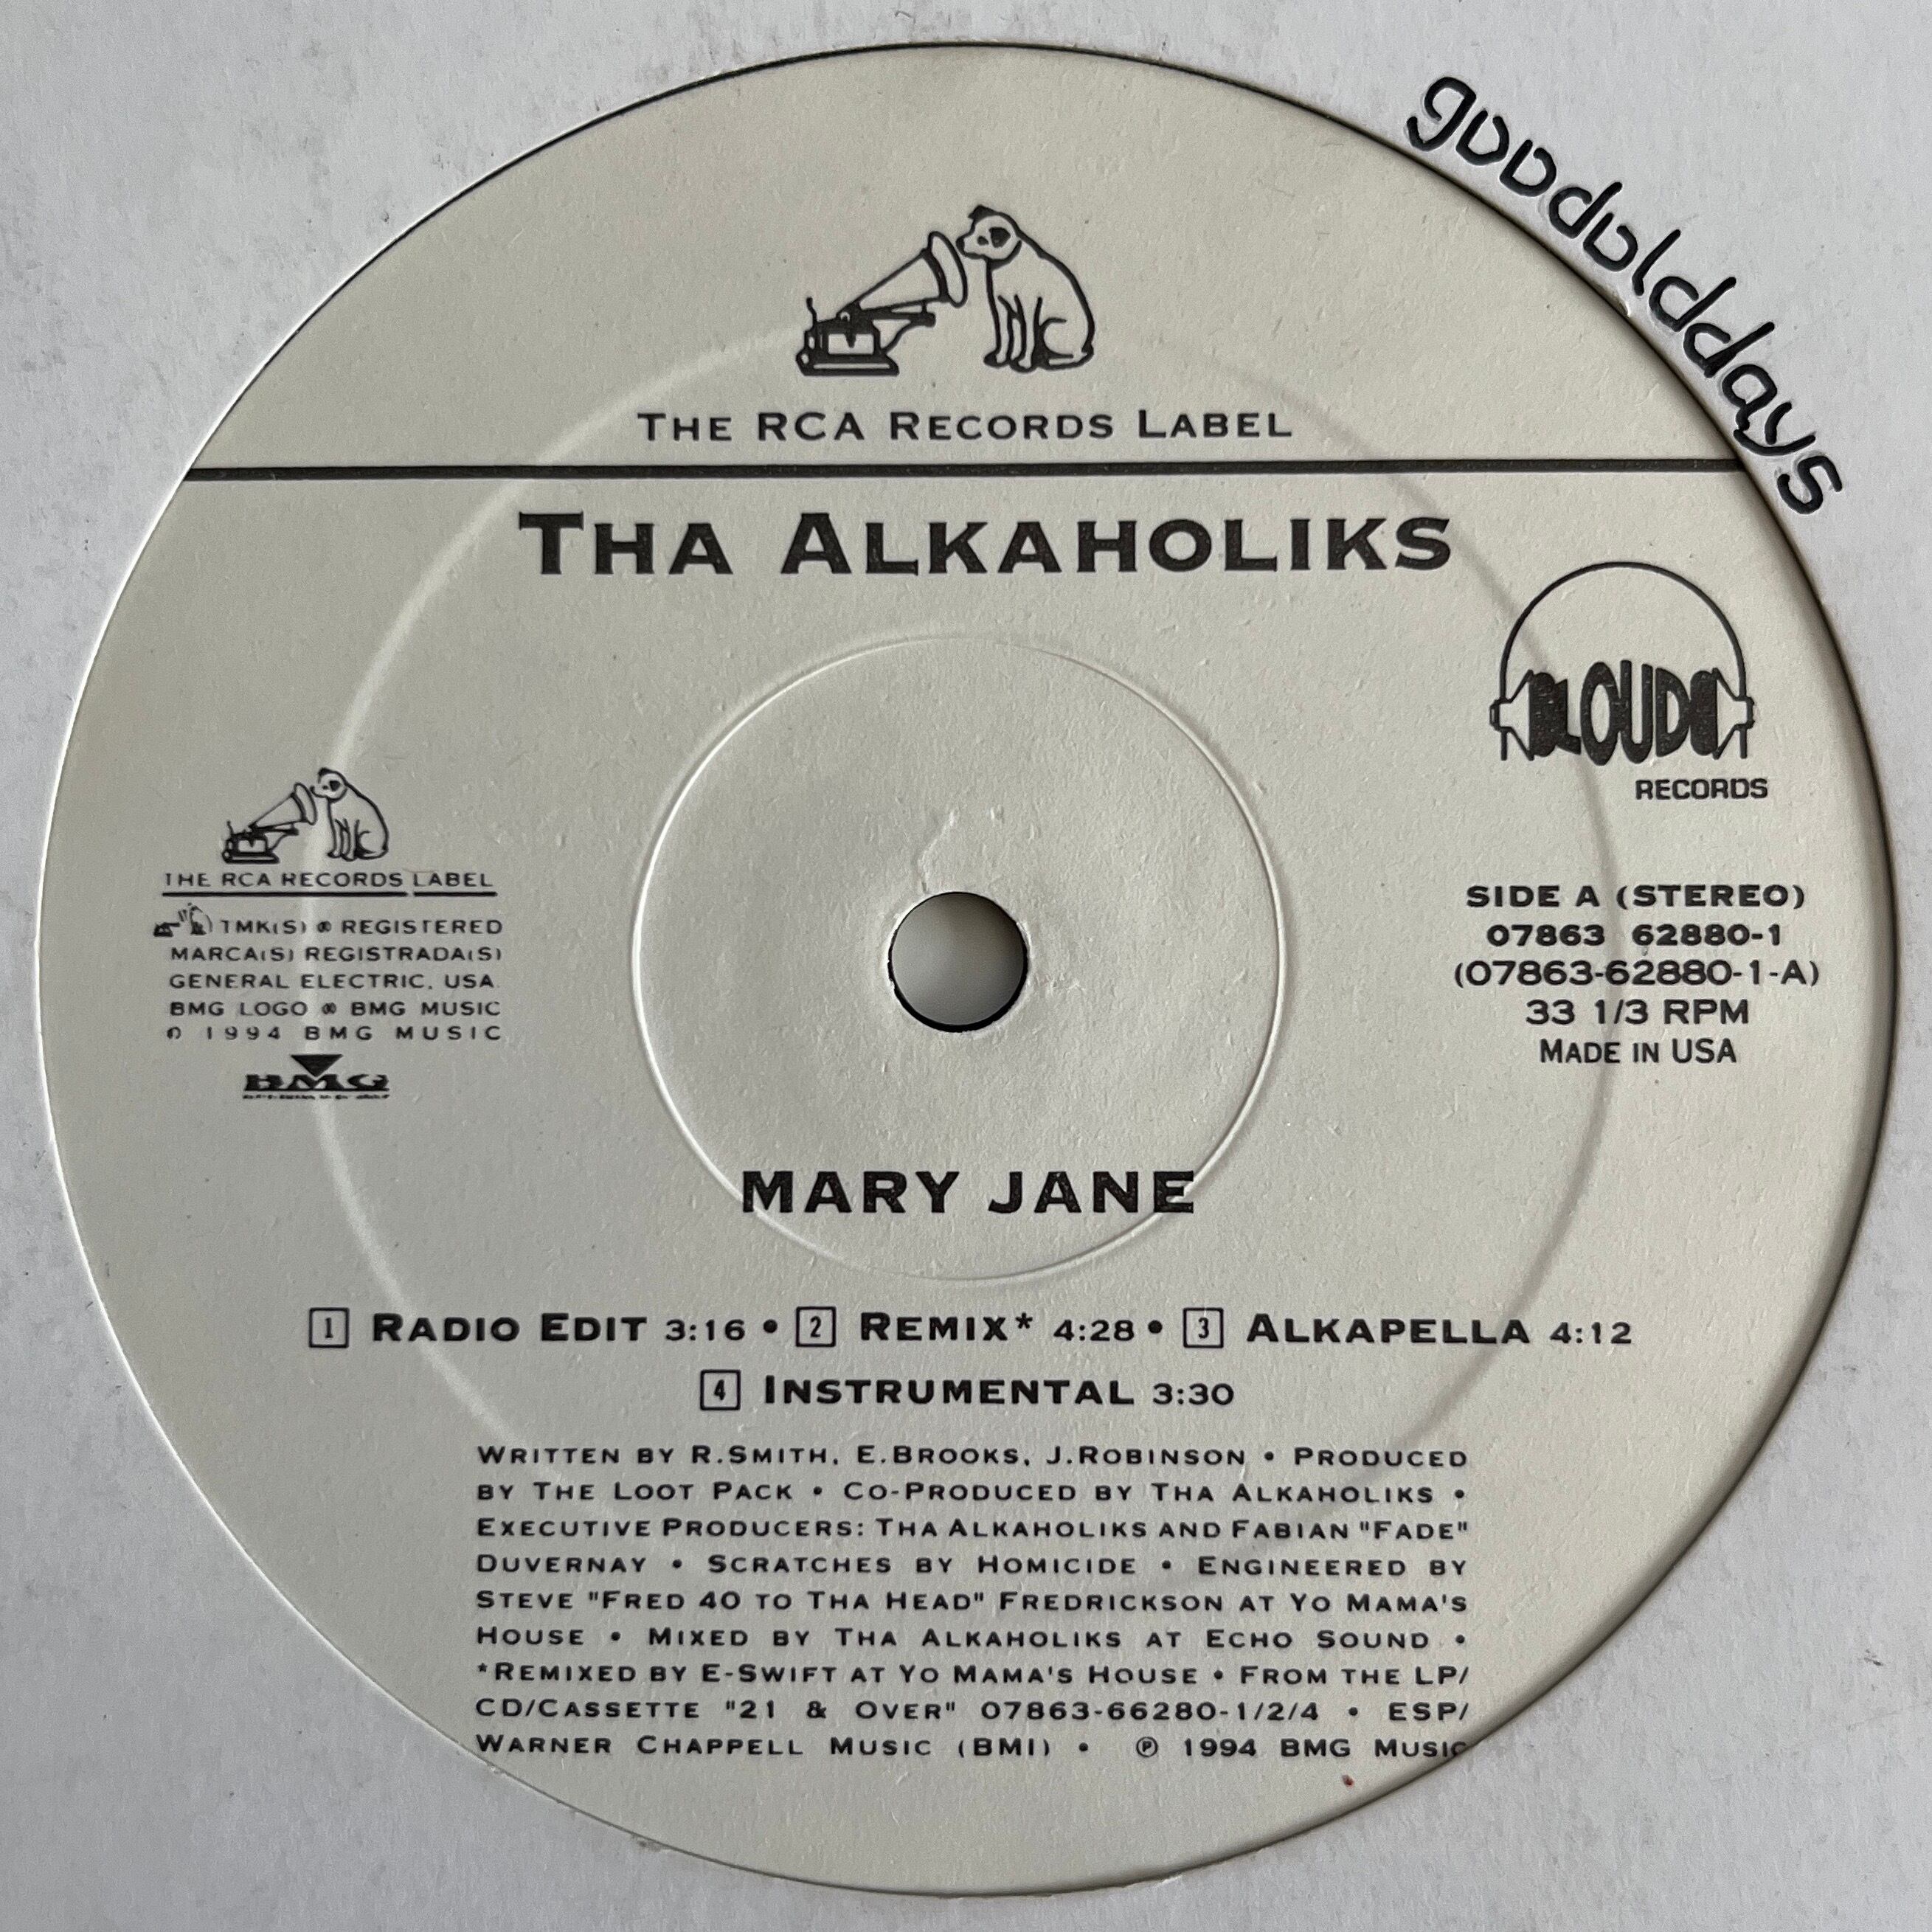 goodolddays
THE RCA RECORDS LABEL
THA ALKAHOLIKS
LOUD
RECORDS
THE RCA RECORDS LABEL
TMK(S) ® REGISTERED
MARCA(S) REGISTRADA(S)
GENERAL ELECTRIC, USA
BMG LOGO ® BMG MUSIC
© 1994 BMG MUSIC
BMG
SIDE A (STEREO)
07863 62880-1
(07863-62880-1-A)
33 1/3 RPM
MADE IN USA
MARY JANE
1 RADIO EDIT 3:16 • 2 REMIX* 4:28 • 3 ALKAPELLA 4:12
4 INSTRUMENTAL 3:30
WRITTEN BY R.SMITH, E.BROOKS, J.ROBINSON • PRODUCED
BY THE LOOT PACK • CO-PRODUCED BY THA ALKAHOLIKS •
EXECUTIVE PRODUCERS: THA ALKAHOLIKS AND FABIAN "FADE"
DUVERNAY • SCRATCHES BY HOMICIDE • ENGINEERED BY
STEVE "FRED 40 TO THA HEAD" FREDRICKSON AT YO MAMA'S
HOUSE • MIXED BY THA ALKAHOLIKS AT ECHO SOUND •
*REMIXED BY E-SWIFT AT YO MAMA'S HOUSE • FROM THE LP/
CD/CASSETTE "21 & OVER" 07863-66280-1/2/4 • ESP/
WARNER CHAPPELL MUSIC (BMI) • ℗ 1994 BMG MUSIC